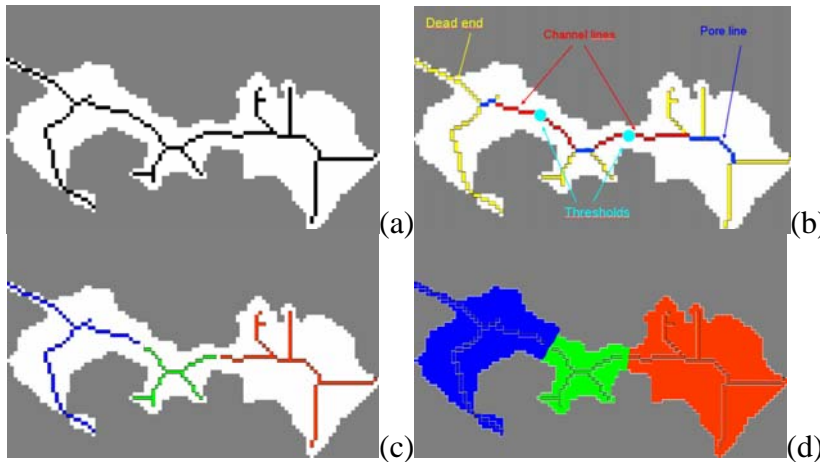 Dead end
Channel lines
Pore line
Thresholds
(a)
(b)
(c)
(d)